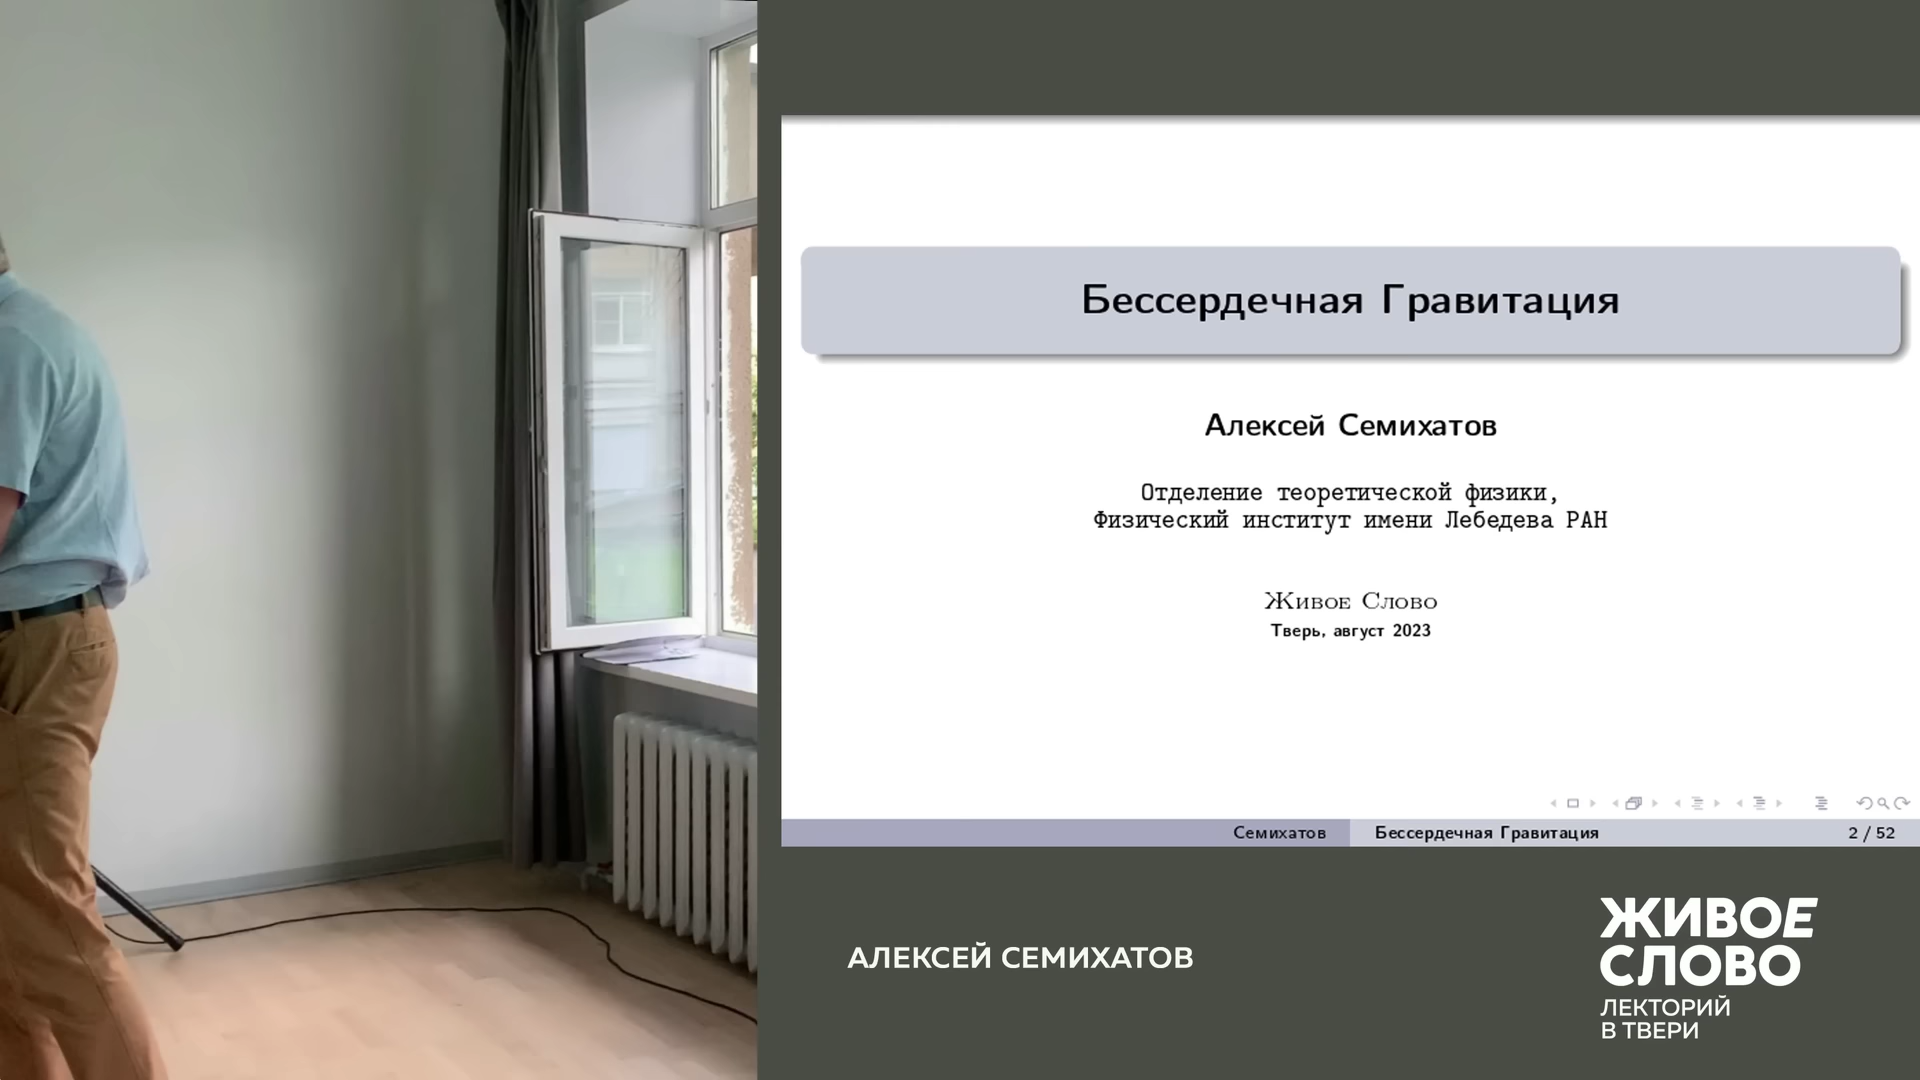 Бессердечная Гравитация
Алексей Семихатов
Отделение теоретической физики,
Физический институт имени Лебедева РАН
Живое Слово
Тверь, август 2023
Семихатов
Бессердечная Гравитация
2 / 52
АЛЕКСЕЙ СЕМИХАТОВ
ЖИВОЕ
СЛОВО
ЛЕКТОРИЙ
В ТВЕРИ